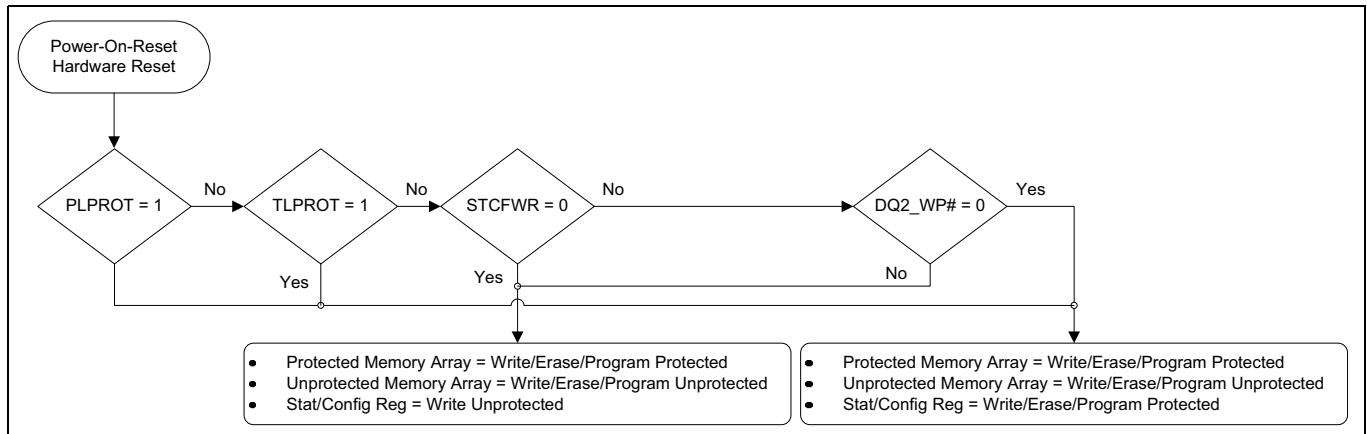 Power-On-Reset
Hardware Reset
PLPROT = 1
No
TLPROT = 1
No
STCFWR = 0
No
DQ2_WP# = 0
Yes
Yes
Yes
No
• Protected Memory Array = Write/Erase/Program Protected
• Unprotected Memory Array = Write/Erase/Program Unprotected
• Stat/Config Reg = Write Unprotected
• Protected Memory Array = Write/Erase/Program Protected
• Unprotected Memory Array = Write/Erase/Program Unprotected
• Stat/Config Reg = Write/Erase/Program Protected